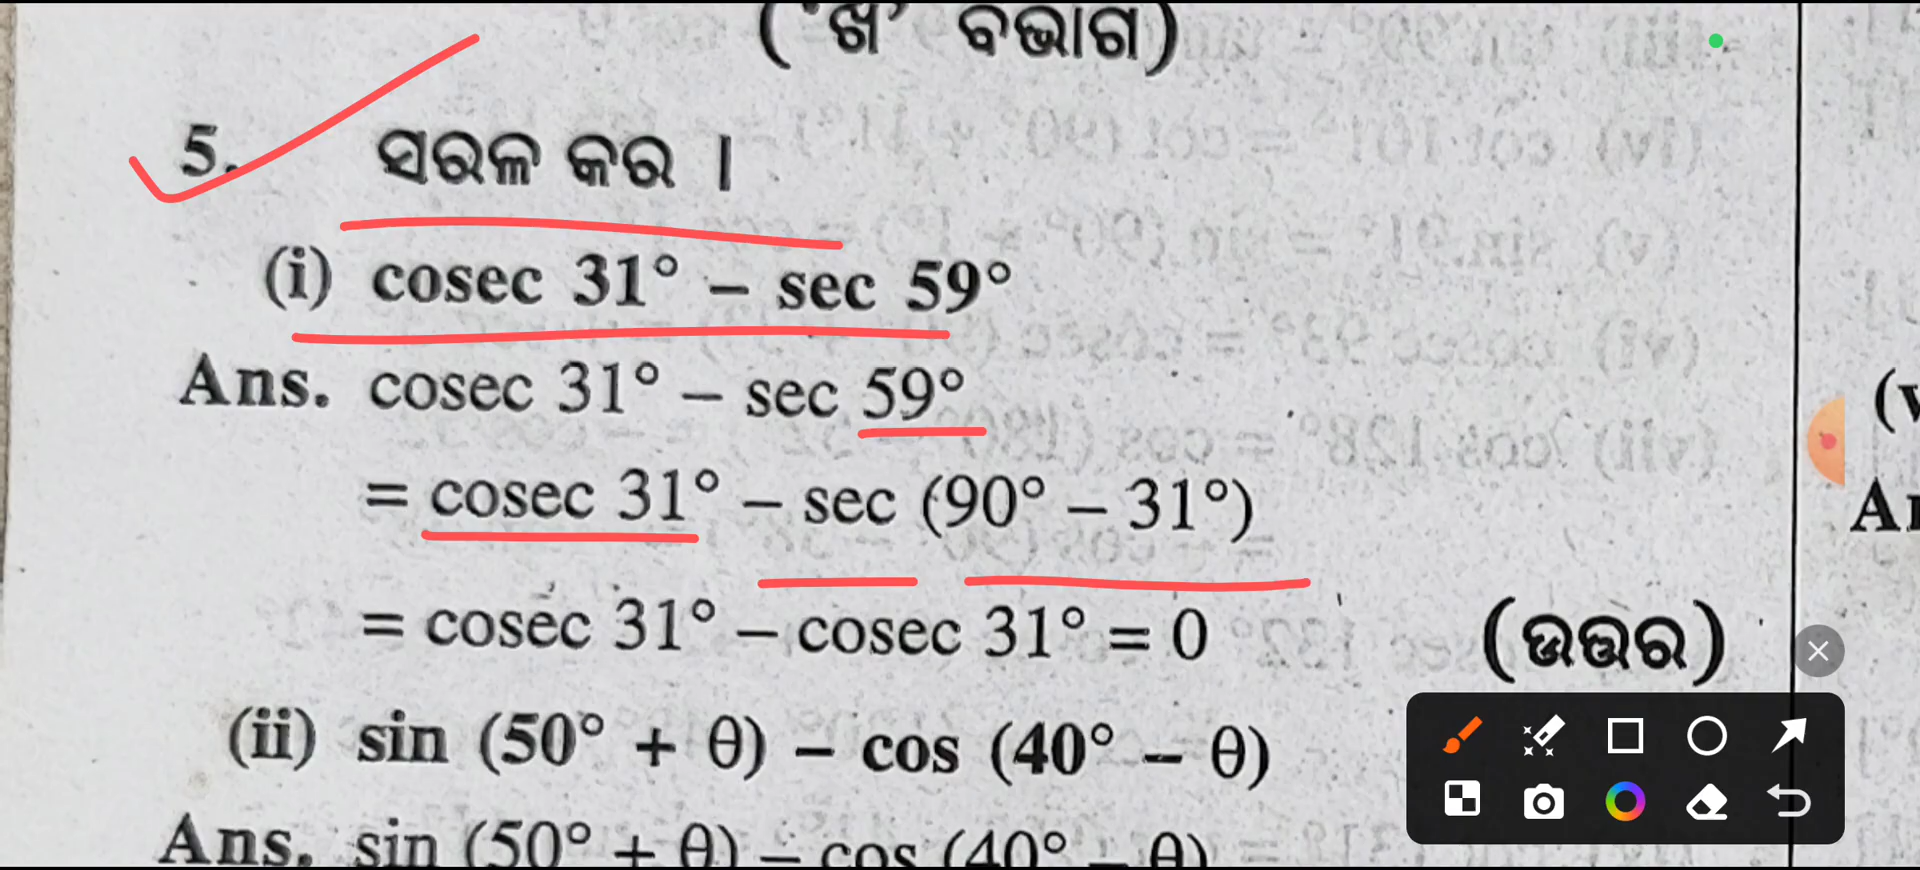 ('ଖ' ବିଭାଗ)
5. ସରଳ କର ।
(i) cosec 31° – sec 59°
Ans. cosec 31° – sec 59°
= cosec 31° – sec (90° – 31°)
= cosec 31° – cosec 31° = 0 (ଉତ୍ତର)
(ii) sin (50° + θ) – cos (40° – θ)
Ans. sin (50° + θ) – cos (40° – θ)